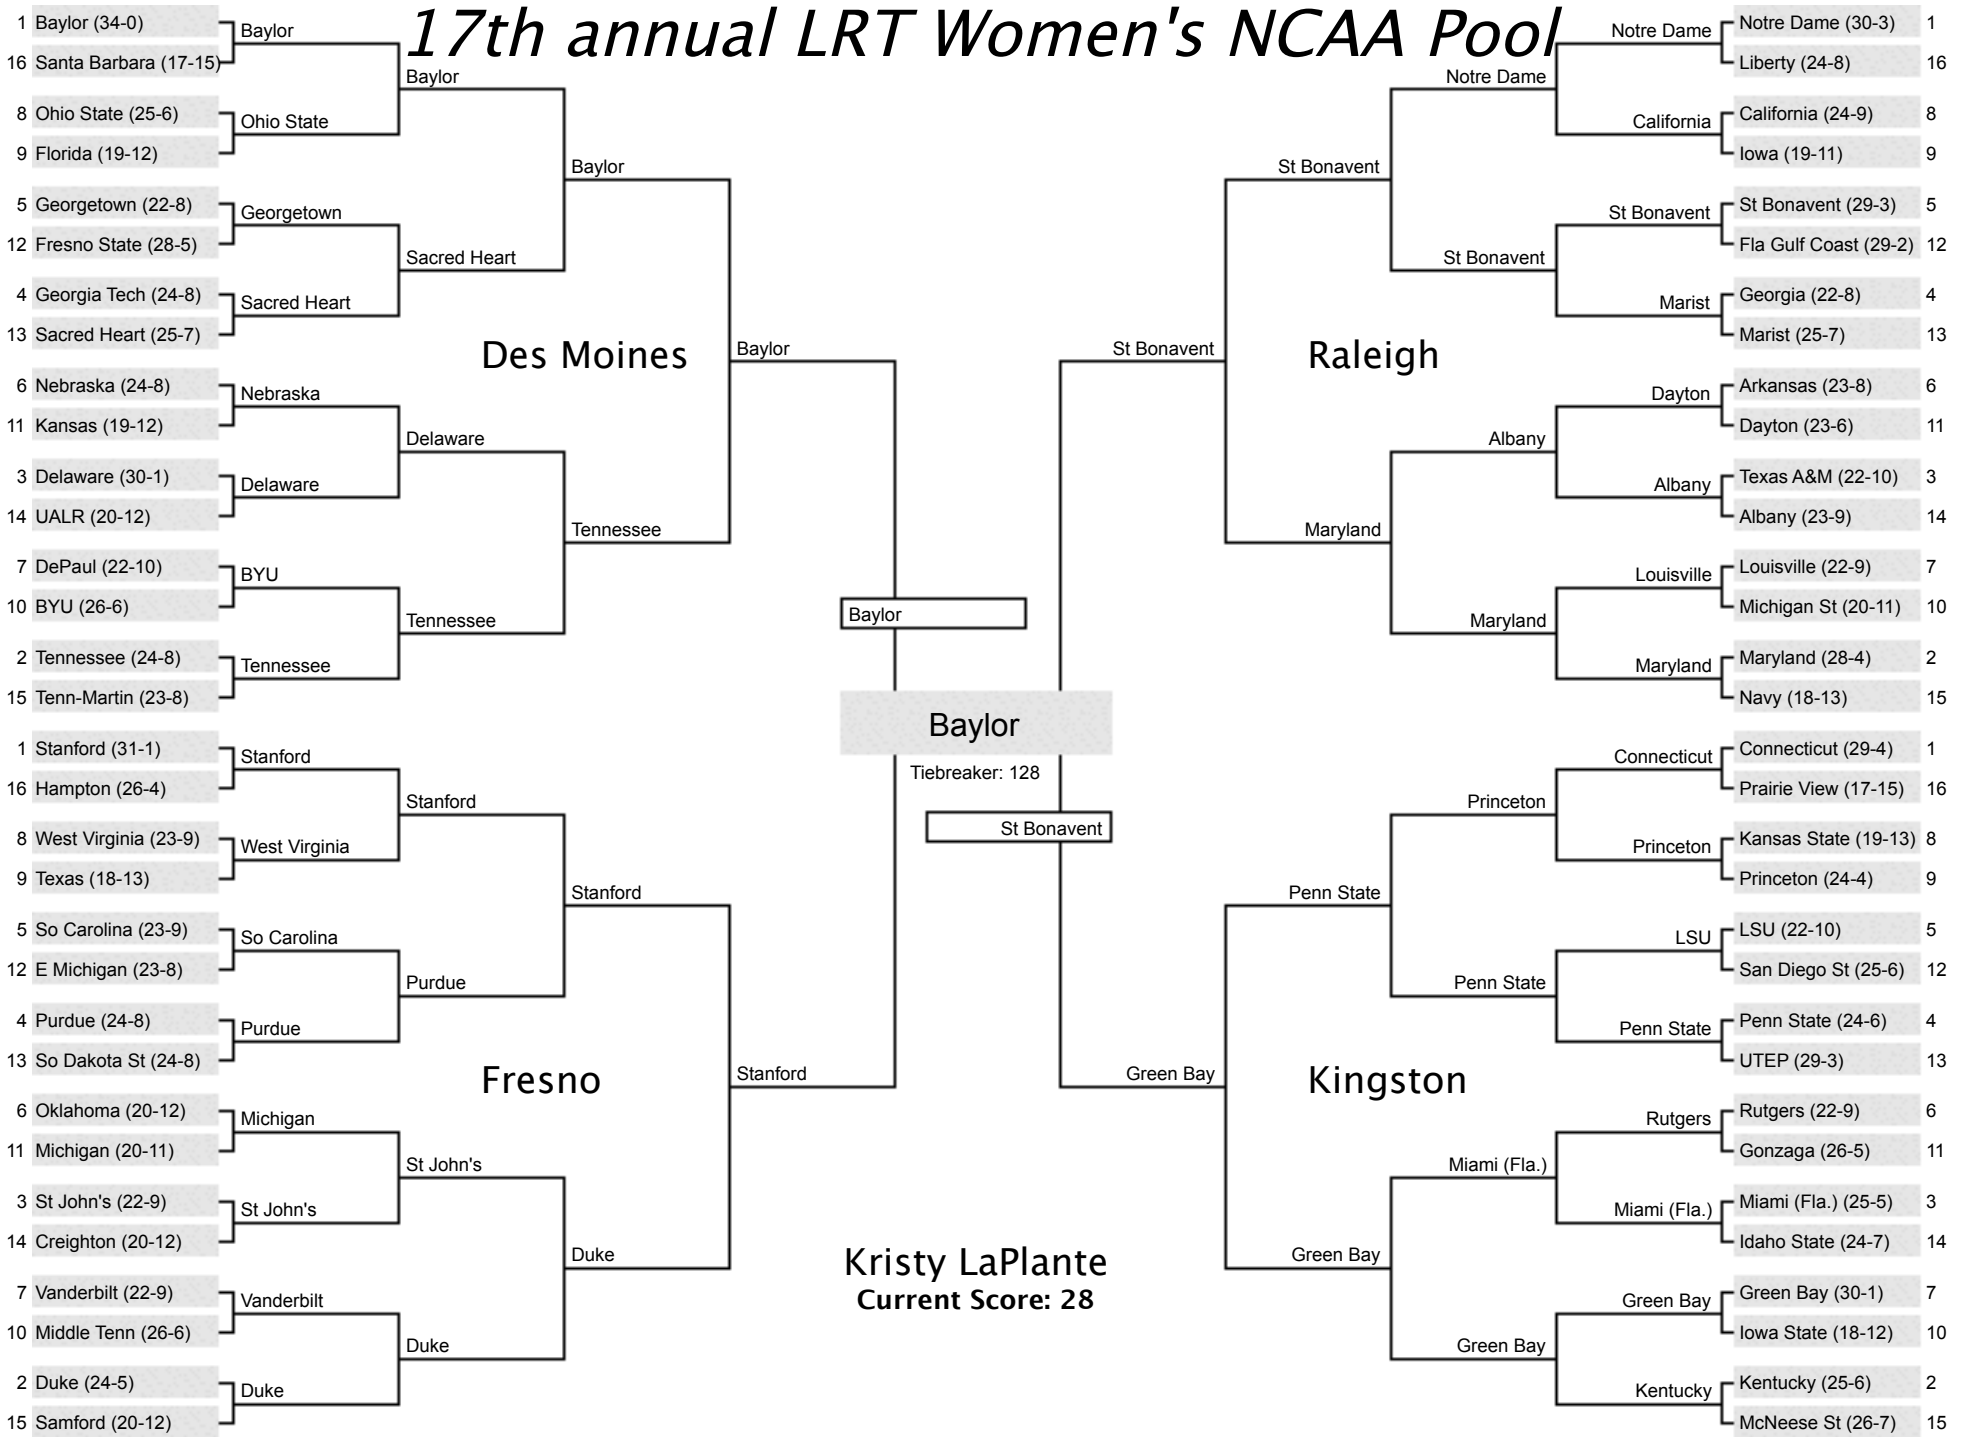 17th annual LRT Women's NCAA Pool
1 Baylor (34-0)
16 Santa Barbara (17-15)
8 Ohio State (25-6)
9 Florida (19-12)
5 Georgetown (22-8)
12 Fresno State (28-5)
4 Georgia Tech (24-8)
13 Sacred Heart (25-7)
6 Nebraska (24-8)
11 Kansas (19-12)
3 Delaware (30-1)
14 UALR (20-12)
7 DePaul (22-10)
10 BYU (26-6)
2 Tennessee (24-8)
15 Tenn-Martin (23-8)
1 Stanford (31-1)
16 Hampton (26-4)
8 West Virginia (23-9)
9 Texas (18-13)
5 So Carolina (23-9)
12 E Michigan (23-8)
4 Purdue (24-8)
13 So Dakota St (24-8)
6 Oklahoma (20-12)
11 Michigan (20-11)
3 St John's (22-9)
14 Creighton (20-12)
7 Vanderbilt (22-9)
10 Middle Tenn (26-6)
2 Duke (24-5)
15 Samford (20-12)
Baylor
Ohio State
Georgetown
Sacred Heart
Nebraska
Delaware
BYU
Tennessee
Stanford
West Virginia
So Carolina
Purdue
Michigan
St John's
Vanderbilt
Duke
Baylor
Sacred Heart
Delaware
Tennessee
Stanford
Purdue
St John's
Duke
Baylor
Tennessee
Stanford
Duke
Des Moines
Fresno
Baylor
Stanford
Baylor
Baylor
Tiebreaker: 128
St Bonavent
Kristy LaPlante
Current Score: 28
St Bonavent
Green Bay
Raleigh
Kingston
St Bonavent
Maryland
Penn State
Green Bay
Notre Dame
St Bonavent
Albany
Maryland
Princeton
Penn State
Miami (Fla.)
Green Bay
Notre Dame
California
St Bonavent
Marist
Dayton
Albany
Louisville
Maryland
Connecticut
Princeton
LSU
Penn State
Rutgers
Miami (Fla.)
Green Bay
Kentucky
Notre Dame (30-3) 1
Liberty (24-8) 16
California (24-9) 8
Iowa (19-11) 9
St Bonavent (29-3) 5
Fla Gulf Coast (29-2) 12
Georgia (22-8) 4
Marist (25-7) 13
Arkansas (23-8) 6
Dayton (23-6) 11
Texas A&M (22-10) 3
Albany (23-9) 14
Louisville (22-9) 7
Michigan St (20-11) 10
Maryland (28-4) 2
Navy (18-13) 15
Connecticut (29-4) 1
Prairie View (17-15) 16
Kansas State (19-13) 8
Princeton (24-4) 9
LSU (22-10) 5
San Diego St (25-6) 12
Penn State (24-6) 4
UTEP (29-3) 13
Rutgers (22-9) 6
Gonzaga (26-5) 11
Miami (Fla.) (25-5) 3
Idaho State (24-7) 14
Green Bay (30-1) 7
Iowa State (18-12) 10
Kentucky (25-6) 2
McNeese St (26-7) 15